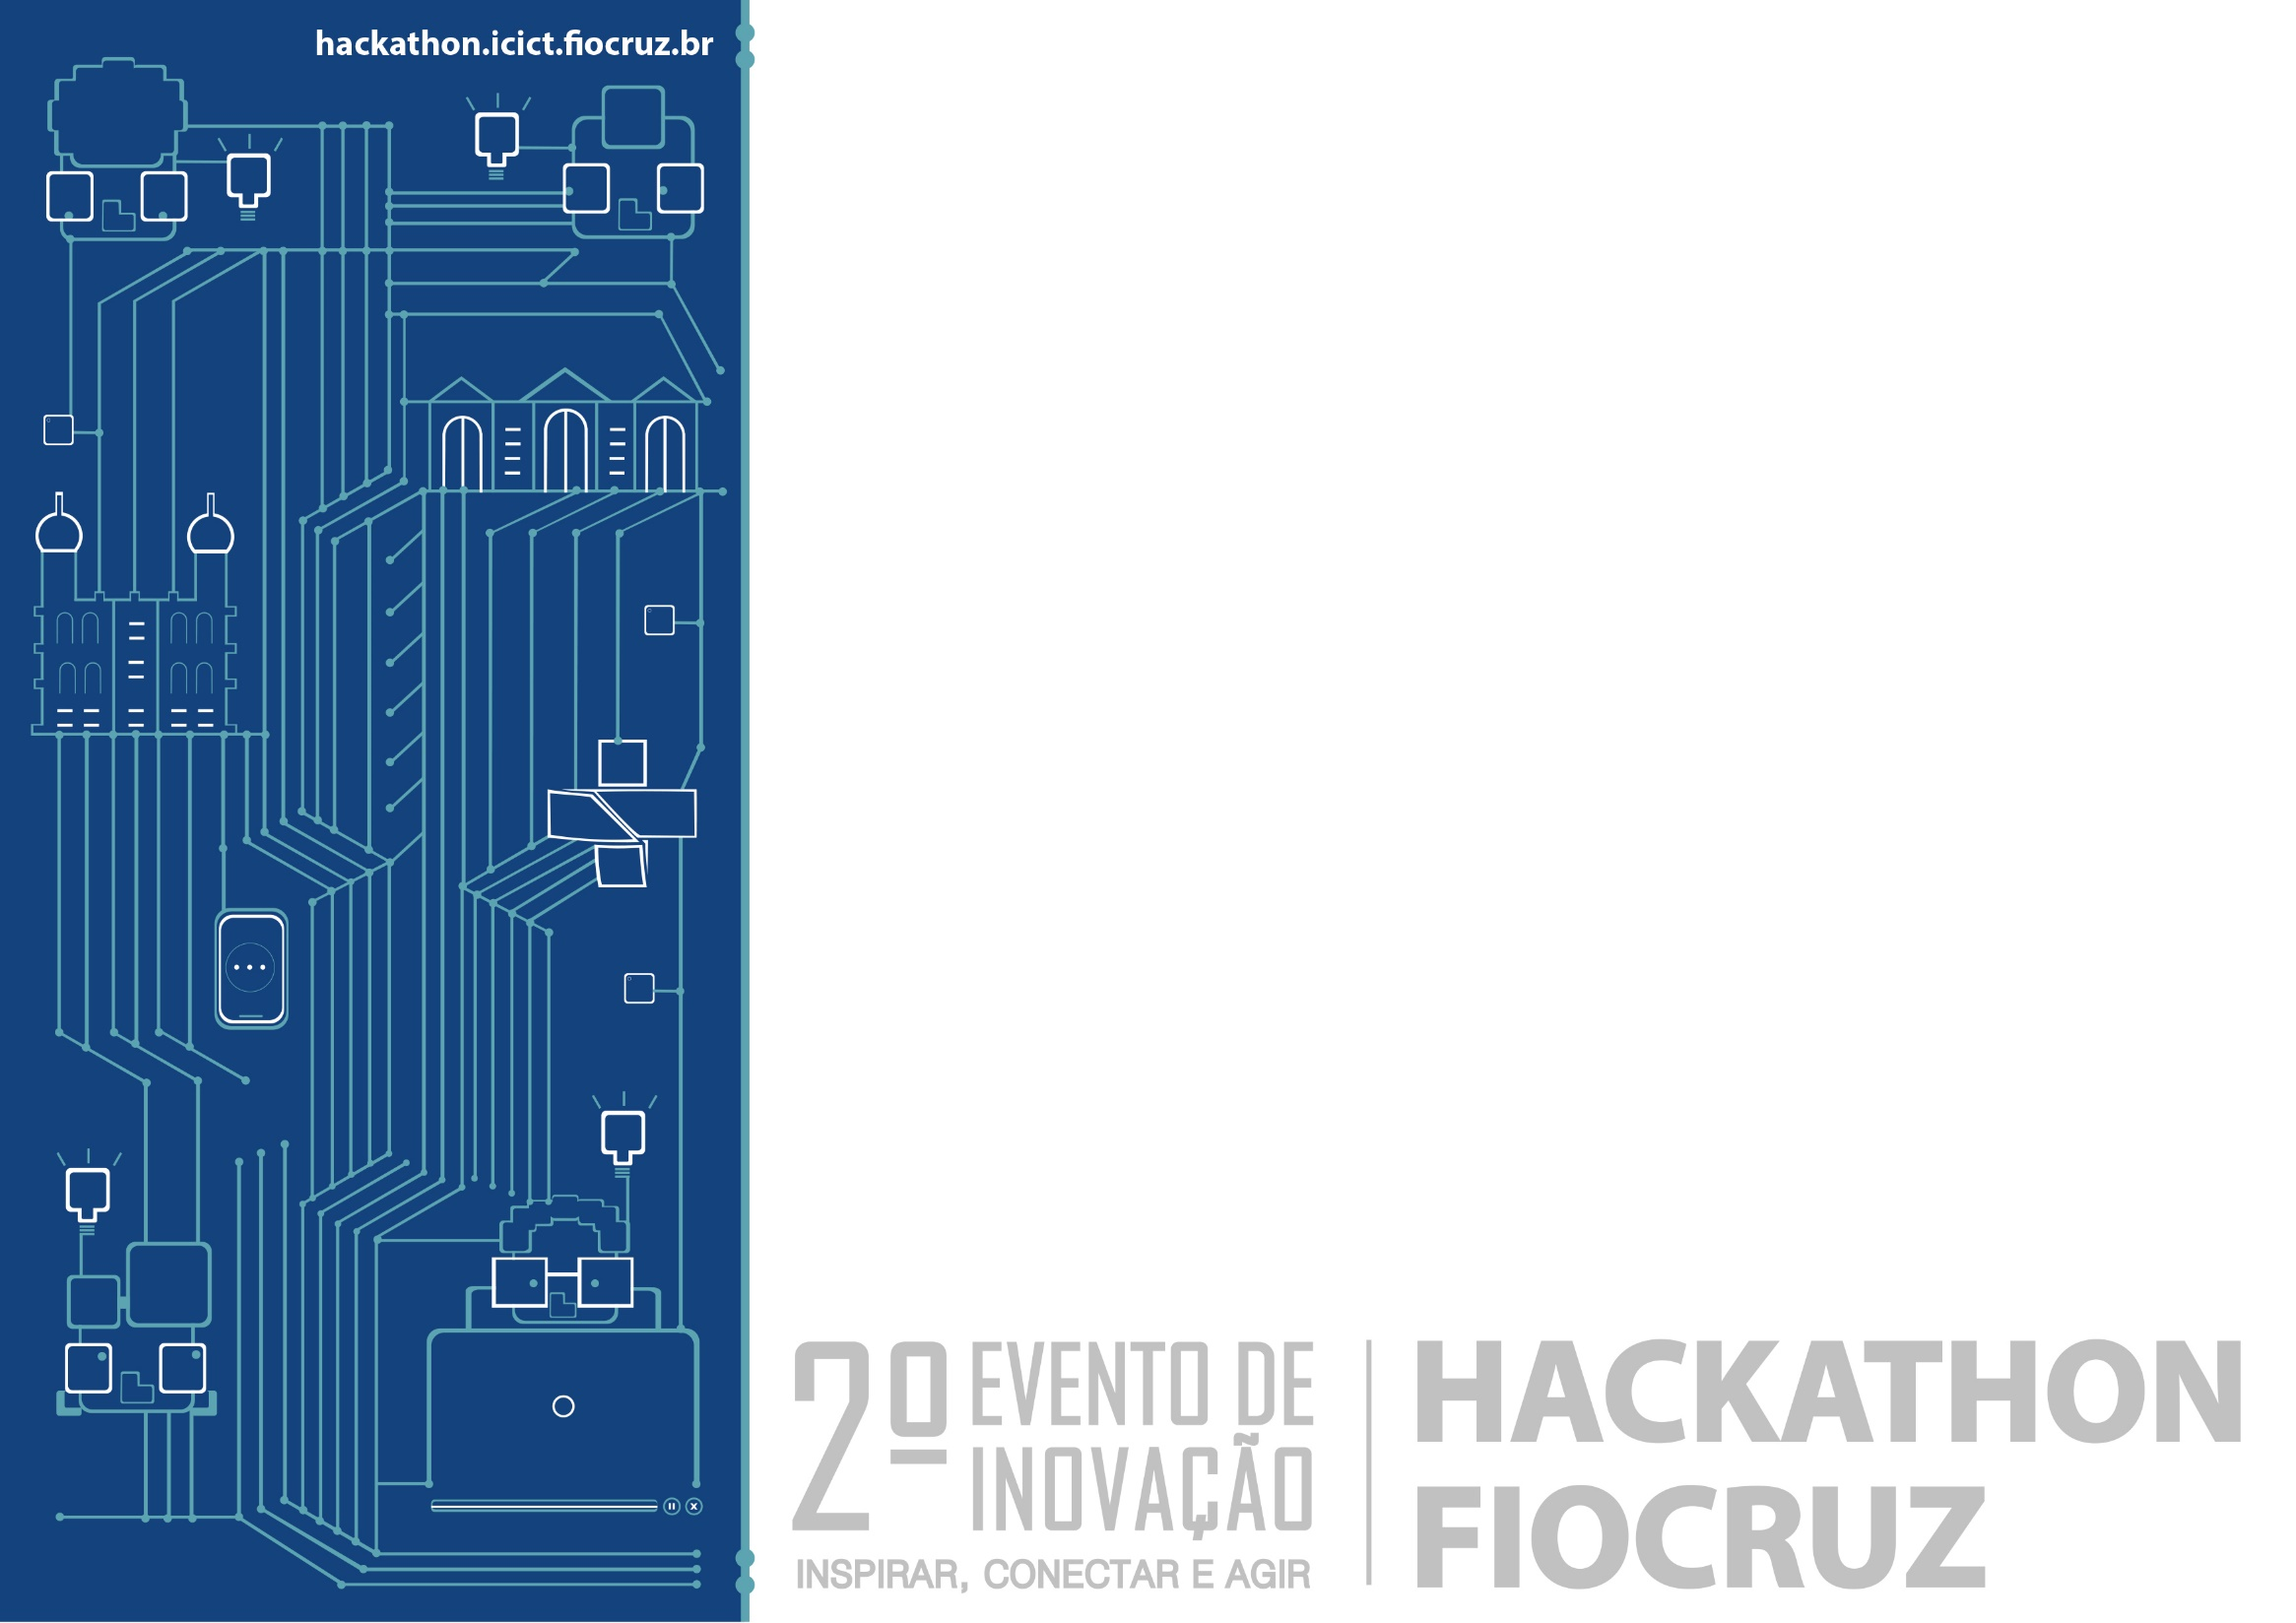 hackathon.icict.fiocruz.br
2º EVENTO DE
INOVAÇÃO
INSPIRAR, CONECTAR E AGIR
HACKATHON
FIOCRUZ